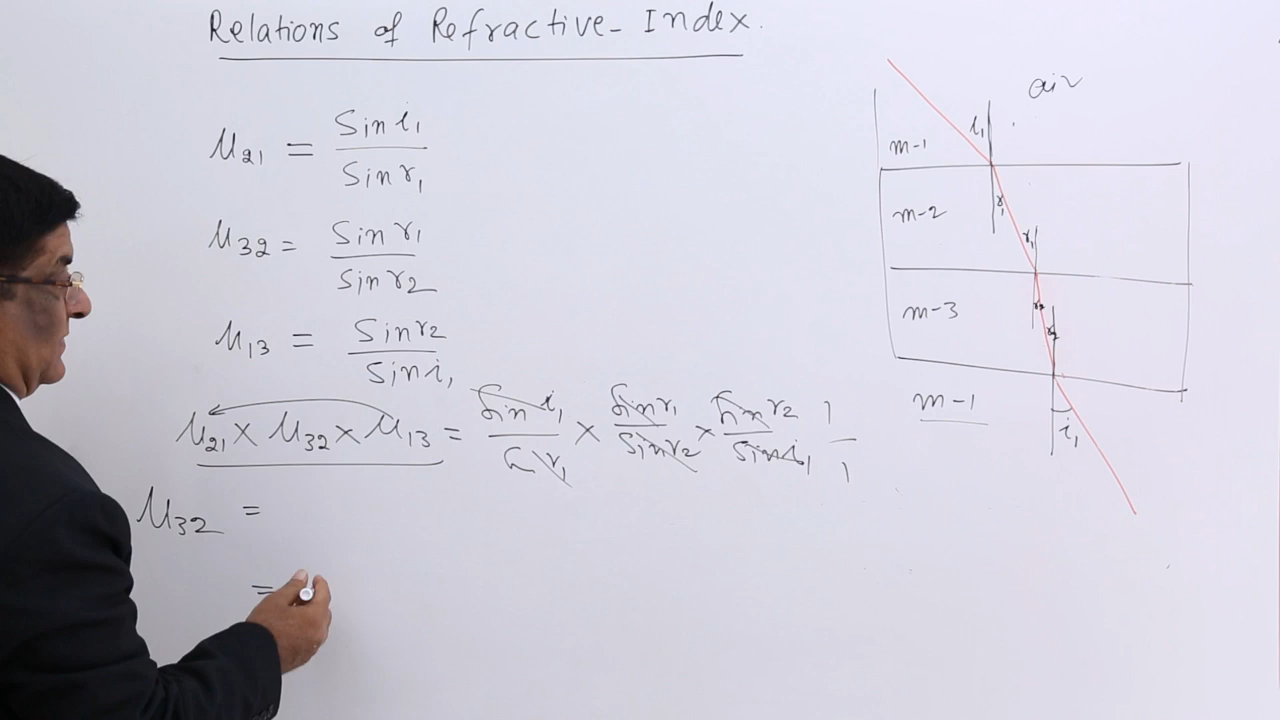 Relations of Refractive-Index.
μ₂₁ = Sin i₁ / Sin r₁
μ₃₂ = Sin r₁ / Sin r₂
μ₁₃ = Sin r₂ / Sin i₁
μ₂₁ × μ₃₂ × μ₁₃ = Sin i₁ / Sin r₁ × Sin r₁ / Sin r₂ × Sin r₂ / Sin i₁ 1 / 1
μ₃₂ =
=
air
i₁
m-1
r₁
m-2
r₁
r₂
m-3
r₂
m-1
i₁